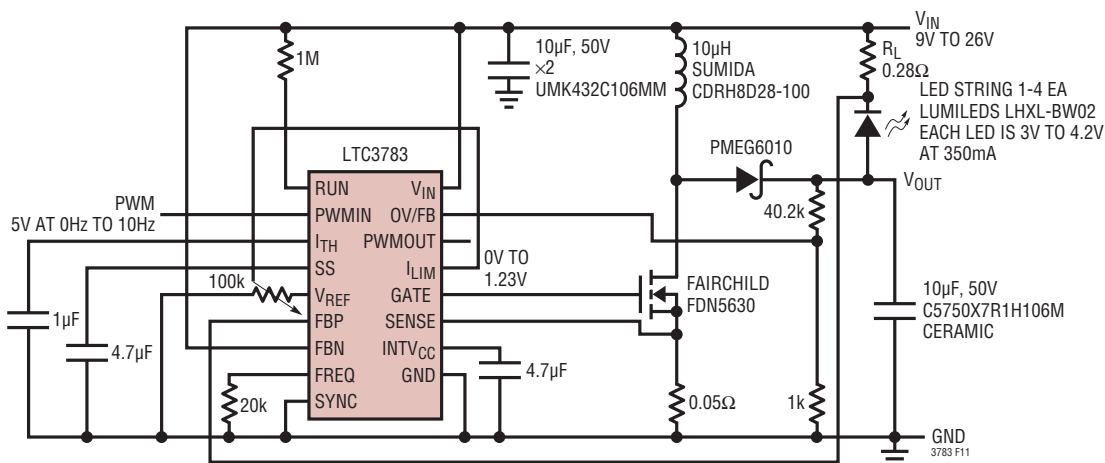 VIN
9V TO 26V
1M
10µF, 50V
×2
UMK432C106MM
10µH
SUMIDA
CDRH8D28-100
RL
0.28Ω
LED STRING 1-4 EA
LUMILEDS LHXL-BW02
EACH LED IS 3V TO 4.2V
AT 350mA
LTC3783
PMEG6010
VOUT
RUN
PWMIN
ITH
SS
VREF
FBP
FBN
FREQ
SYNC
VIN
OV/FB
PWMOUT
ILIM
GATE
SENSE
INTVCC
GND
PWM
5V AT 0Hz TO 10Hz
0V TO
1.23V
40.2k
100k
FAIRCHILD
FDN5630
10µF, 50V
C5750X7R1H106M
CERAMIC
1µF
4.7µF
4.7µF
20k
0.05Ω
1k
GND
3783 F11